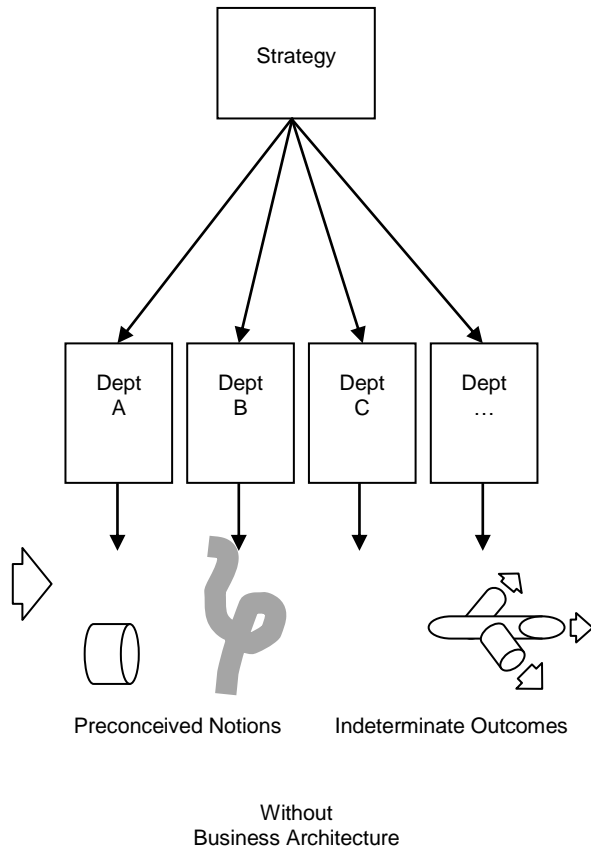 Strategy
Dept
A
Dept
B
Dept
C
Dept
…
Preconceived Notions
Indeterminate Outcomes
Without
Business Architecture